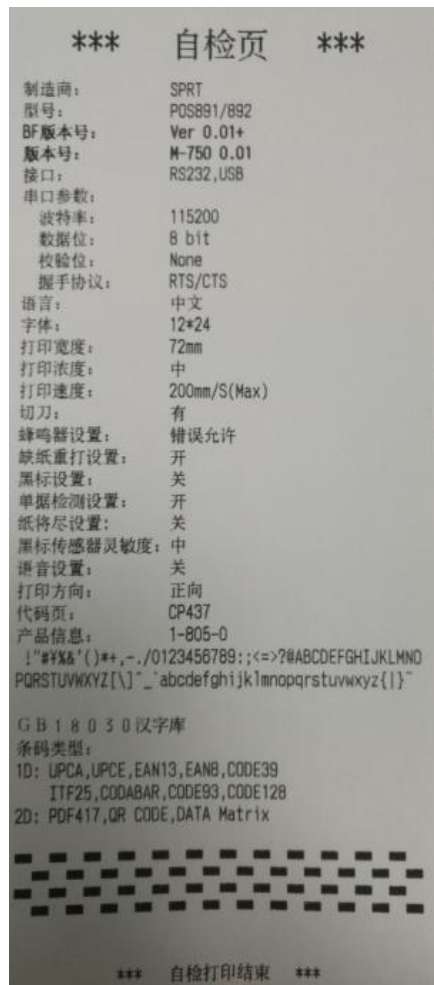 *** 自检页 ***
制造商： SPRT
型号： POS891/892
BF版本号： Ver 0.01+
版本号： M-750 0.01
接口： RS232,USB
串口参数：
波特率： 115200
数据位： 8 bit
校验位： None
握手协议： RTS/CTS
语言： 中文
字体： 12*24
打印宽度： 72mm
打印浓度： 中
打印速度： 200mm/S(Max)
切刀： 有
蜂鸣器设置： 错误允许
缺纸重打设置： 开
黑标设置： 关
单据检测设置： 开
纸将尽设置： 关
黑标传感器灵敏度： 中
语音设置： 关
打印方向： 正向
代码页： CP437
产品信息： 1-805-0
!"#¥%&'()*+,-./0123456789:;<=>?@ABCDEFGHIJKLMNO
PQRSTUVWXYZ[\]^_`abcdefghijklmnopqrstuvwxyz{|}~
GB18030汉字库
条码类型：
1D: UPCA,UPCE,EAN13,EAN8,CODE39
ITF25,CODABAR,CODE93,CODE128
2D: PDF417,QR CODE,DATA Matrix
*** 自检打印结束 ***